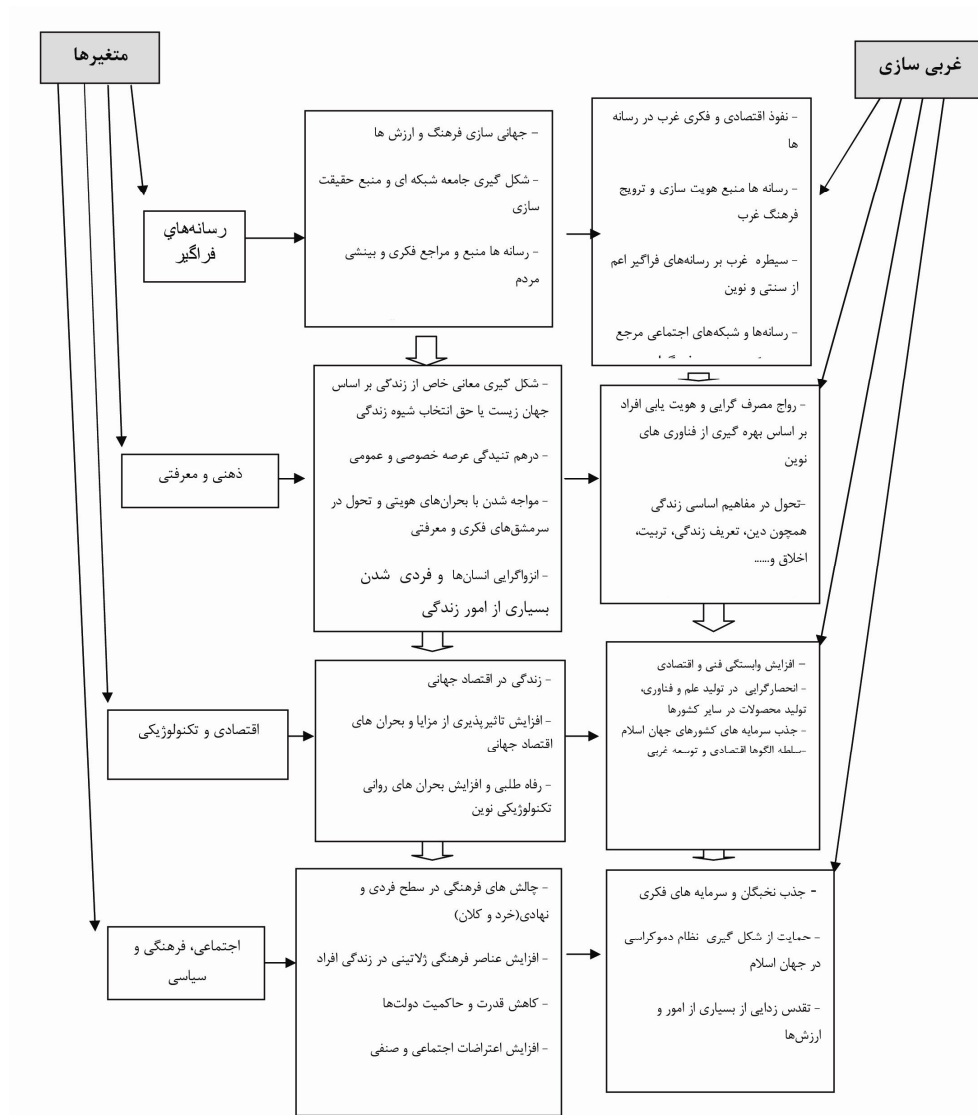 متغیرها
غربی سازی
رسانه‌هاي
فراگیر
- جهانی سازی فرهنگ و ارزش ها
- شکل گیری جامعه شبکه ای و منبع حقیقت
سازی
- رسانه ها منبع و مراجع فکری و بینشی
مردم
- نفوذ اقتصادی و فکری غرب در رسانه
ها
- رسانه ها منبع هویت سازی و ترویج
فرهنگ غرب
- سیطره غرب بر رسانه‌های فراگیر اعم
از سنتی و نوین
- رسانه‌ها و شبکه‌های اجتماعی مرجع
ذهنی و معرفتی
- شکل گیری معانی خاص از زندگی بر اساس
جهان زیست یا حق انتخاب شیوه زندگی
- درهم تنیدگی عرصه خصوصی و عمومی
- مواجه شدن با بحران‌های هویتی و تحول در
سرمشق‌های فکری و معرفتی
- انزواگرایی انسان‌ها و فردی شدن
بسیاری از امور زندگی
- رواج مصرف گرایی و هویت یابی افراد
بر اساس بهره گیری از فناوری های
نوین
-تحول در مفاهیم اساسی زندگی
همچون دین، تعریف زندگی، تربیت،
اخلاق و......
اقتصادی و تکنولوژیکی
- زندگی در اقتصاد جهانی
- افزایش تاثیرپذیری از مزایا و بحران های
اقتصاد جهانی
- رفاه طلبی و افزایش بحران های روانی
تکنولوژیکی نوین
- افزایش وابستگی فنی و اقتصادی
- انحصارگرایی در تولید علم و فناوری،
تولید محصولات در سایر کشورها
- جذب سرمایه های کشورهای جهان اسلام
-سلطه الگوها اقتصادی و توسعه غربی
اجتماعی، فرهنگی و
سیاسی
- چالش های فرهنگی در سطح فردی و
نهادی(خرد و کلان)
- افزایش عناصر فرهنگی ژلاتینی در زندگی افراد
- کاهش قدرت و حاکمیت دولت‌ها
- افزایش اعتراضات اجتماعی و صنفی
- جذب نخبگان و سرمایه های فکری
- حمایت از شکل گیری نظام دموکراسی
در جهان اسلام
- تقدس زدایی از بسیاری از امور و
ارزش‌ها